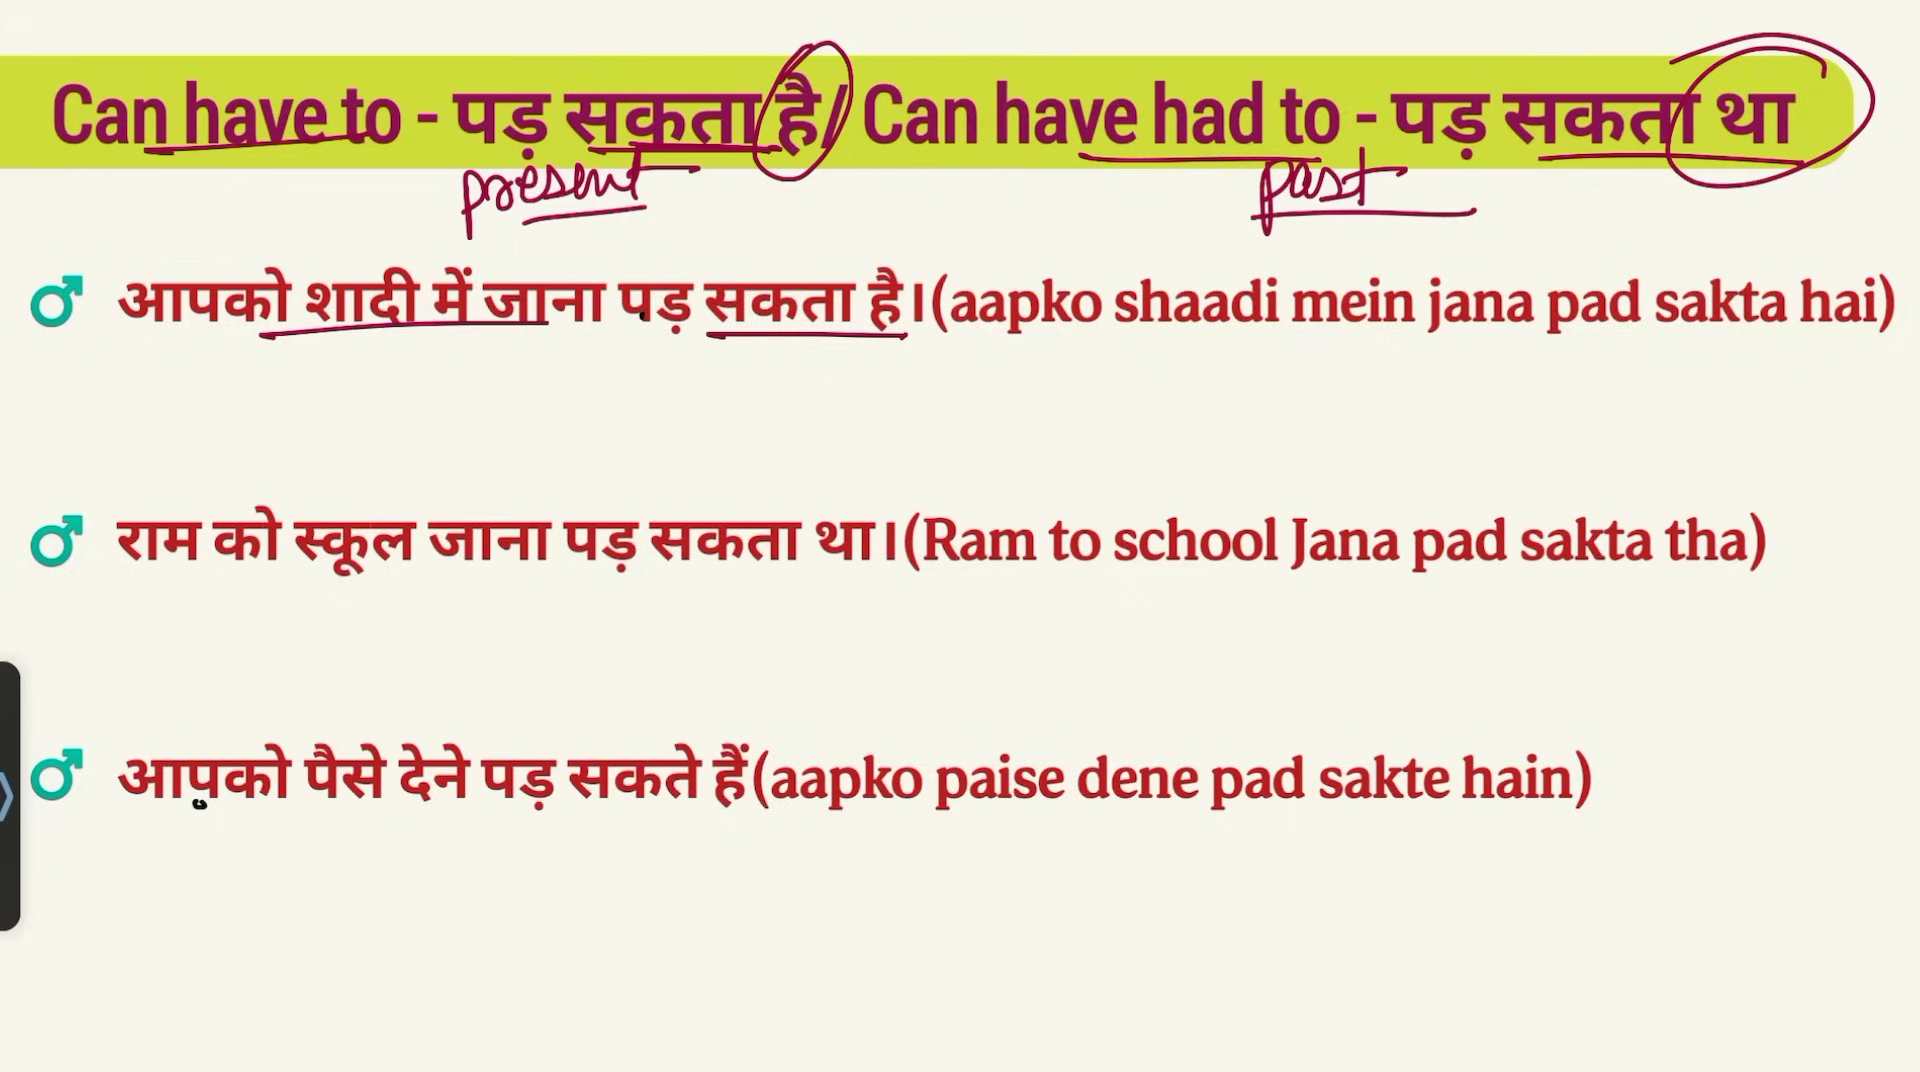 Can have to - पड़ सकता है/ Can have had to - पड़ सकता था
present past
आपको शादी में जाना पड़ सकता है।(aapko shaadi mein jana pad sakta hai)
राम को स्कूल जाना पड़ सकता था।(Ram to school Jana pad sakta tha)
आपको पैसे देने पड़ सकते हैं(aapko paise dene pad sakte hain)